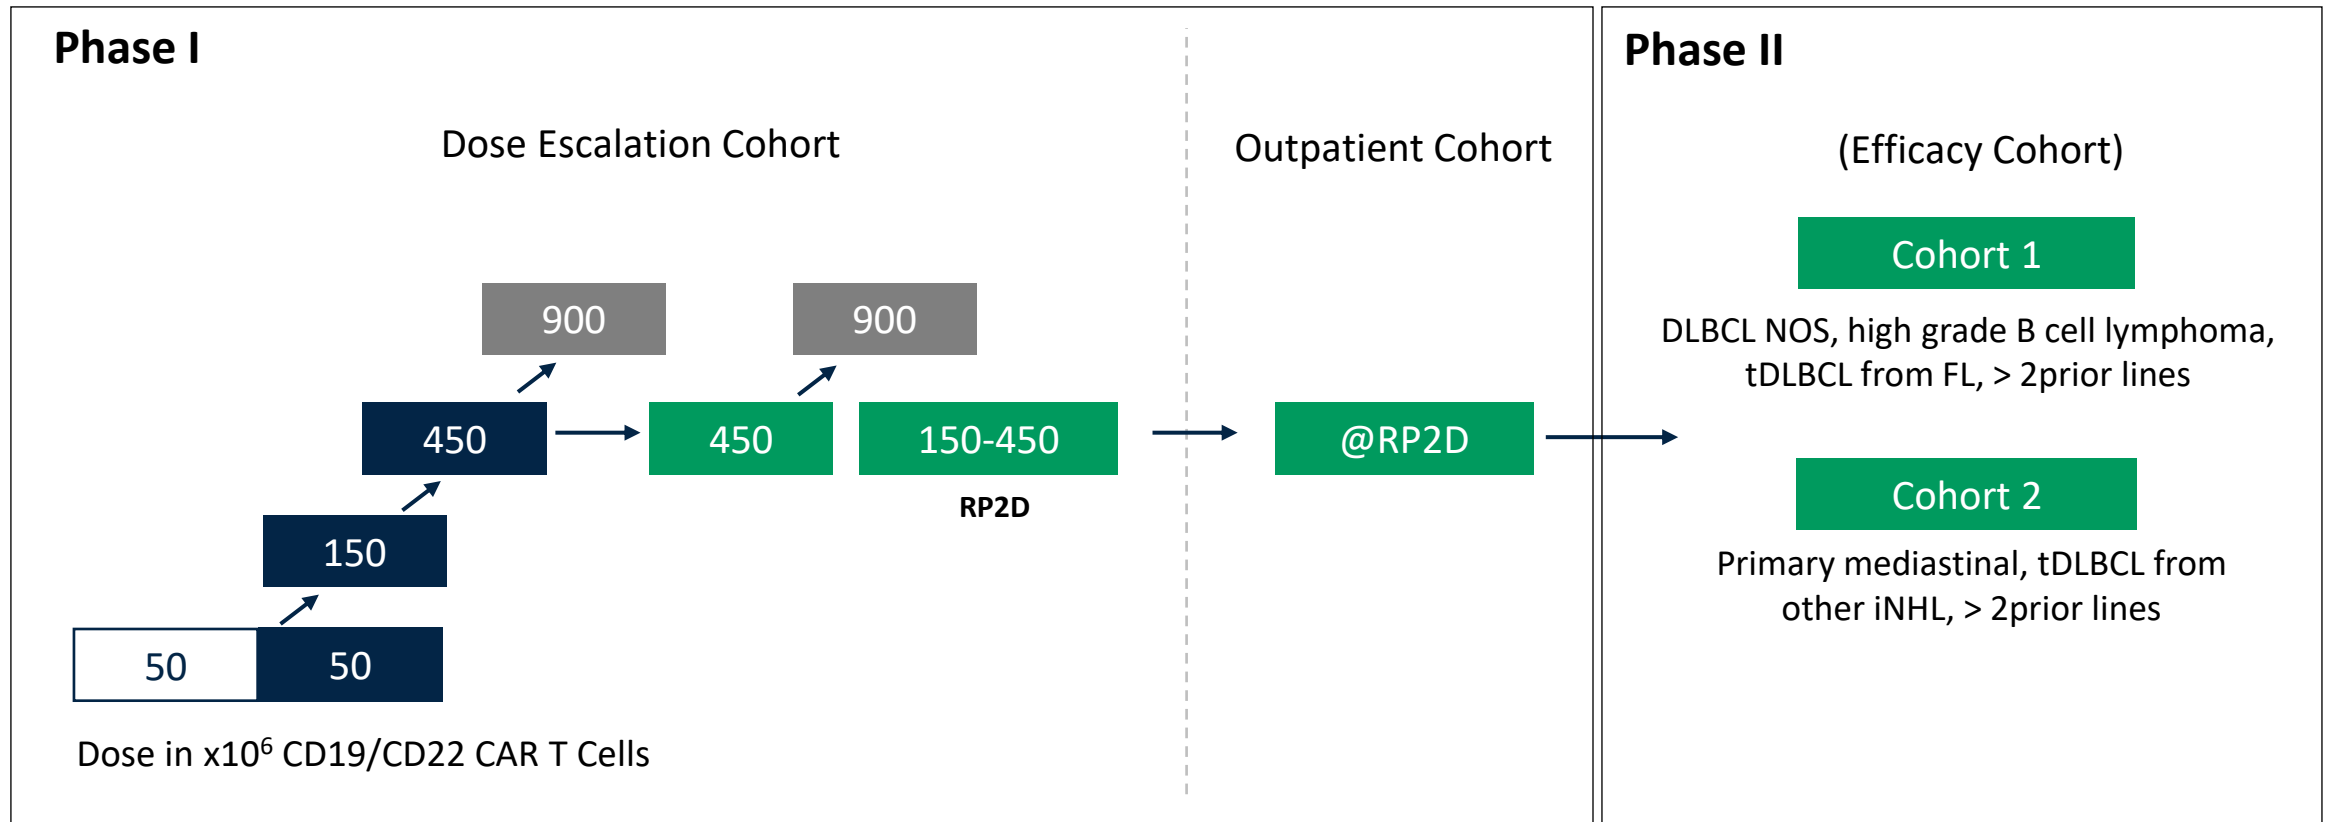 Phase I
Dose Escalation Cohort
Outpatient Cohort
900
900
450
450
150-450
@RP2D
RP2D
150
50
50
Dose in x10⁶ CD19/CD22 CAR T Cells
Phase II
(Efficacy Cohort)
Cohort 1
DLBCL NOS, high grade B cell lymphoma,
tDLBCL from FL, > 2prior lines
Cohort 2
Primary mediastinal, tDLBCL from
other iNHL, > 2prior lines